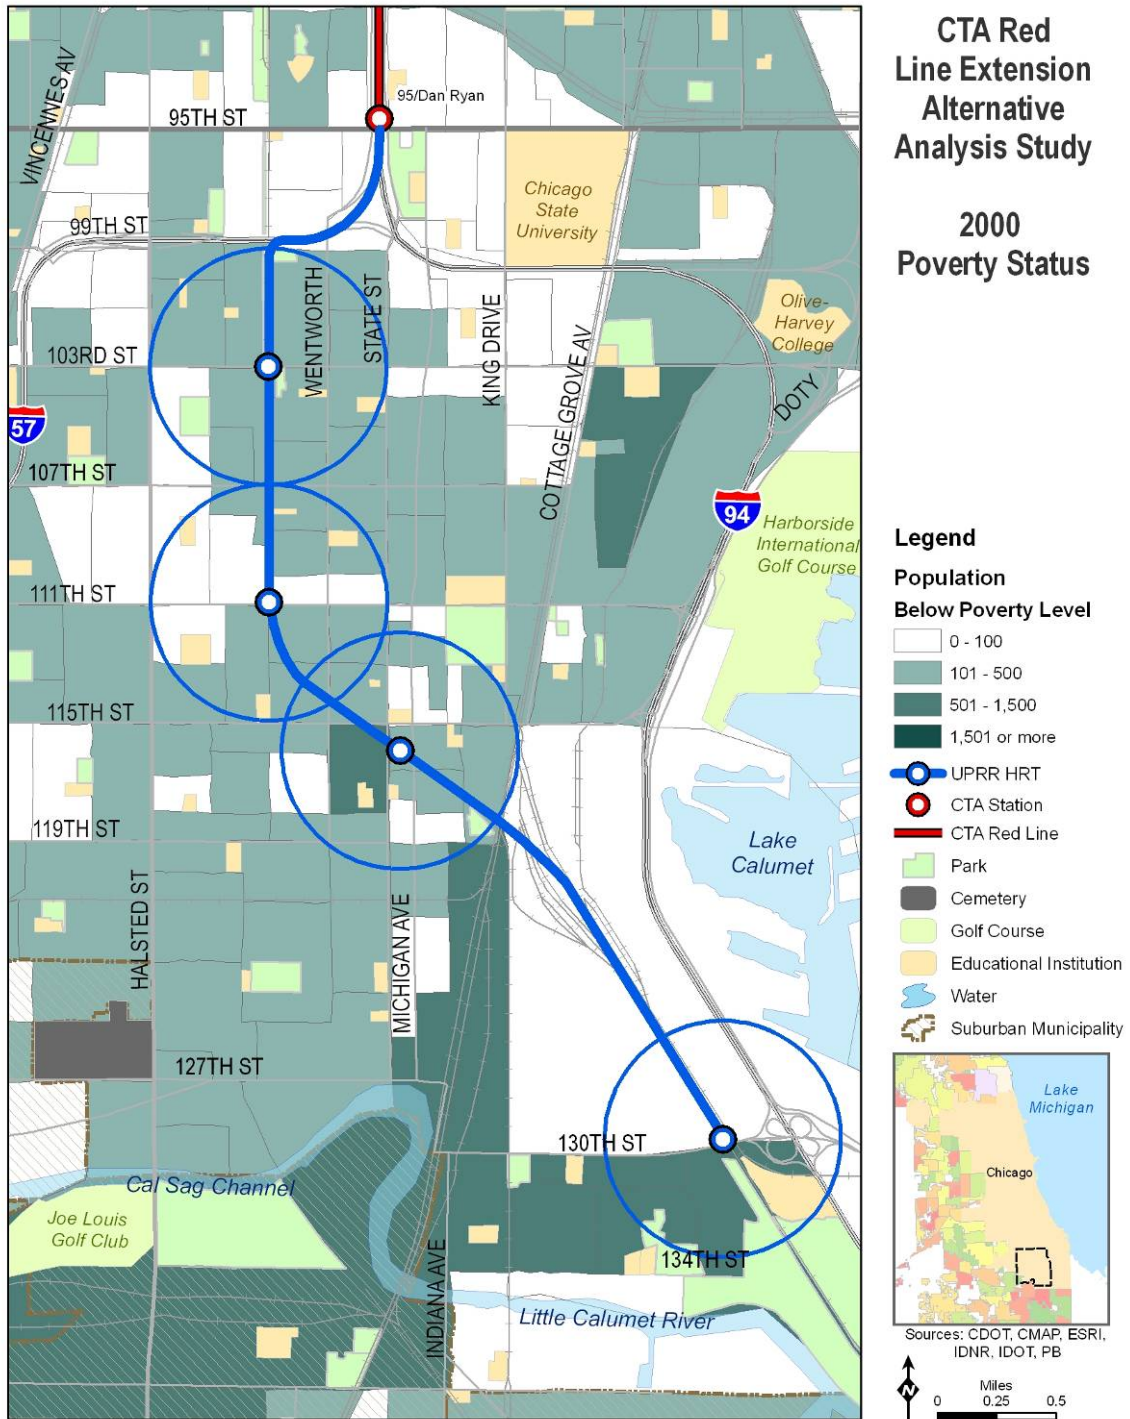 CTA Red
Line Extension
Alternative
Analysis Study
2000
Poverty Status
95/Dan Ryan
95TH ST
VINCENNES AV
Chicago
State
University
99TH ST
WENTWORTH
STATE ST
KING DRIVE
COTTAGE GROVE AV
Olive-
Harvey
College
103RD ST
DOTY
57
107TH ST
94
Harborside
International
Golf Course
111TH ST
115TH ST
119TH ST
Lake
Calumet
HALSTED ST
MICHIGAN AVE
127TH ST
130TH ST
Cal Sag Channel
Joe Louis
Golf Club
INDIANA AVE
134TH ST
Little Calumet River
Legend
Population
Below Poverty Level
0 - 100
101 - 500
501 - 1,500
1,501 or more
UPRR HRT
CTA Station
CTA Red Line
Park
Cemetery
Golf Course
Educational Institution
Water
Suburban Municipality
Lake
Michigan
Chicago
Sources: CDOT, CMAP, ESRI,
IDNR, IDOT, PB
N
Miles
0 0.25 0.5